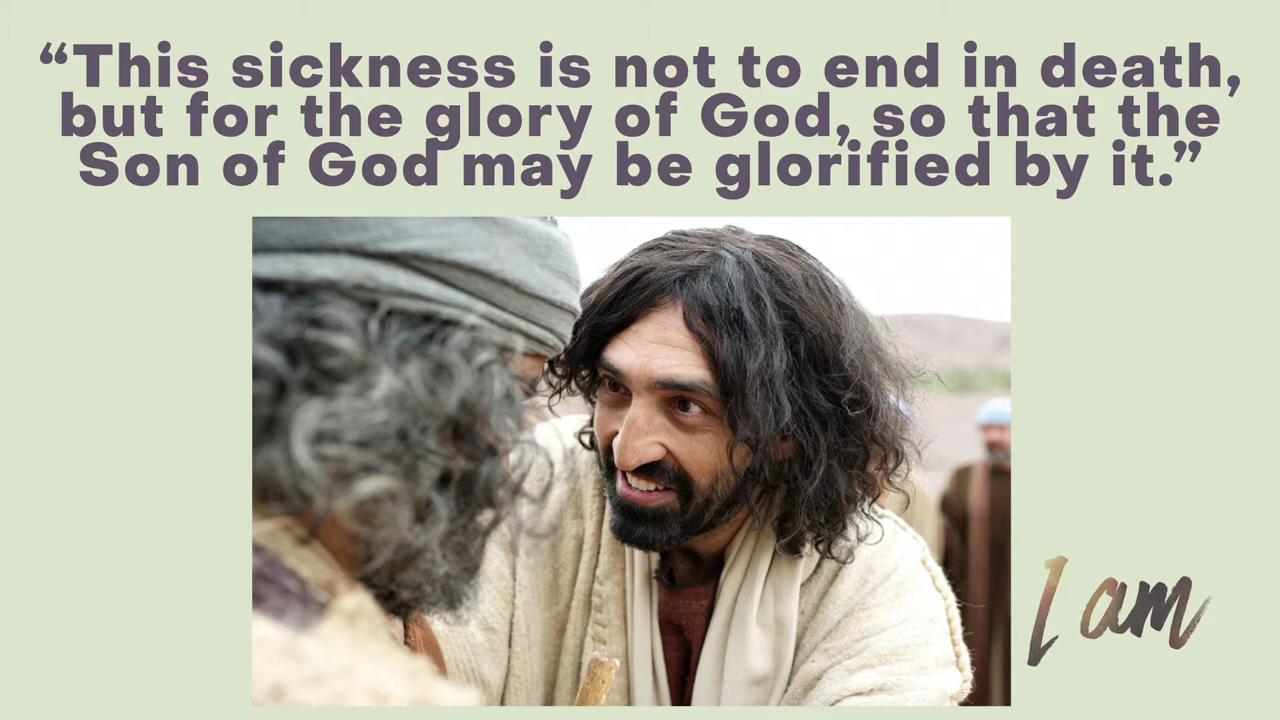 “This sickness is not to end in death,
but for the glory of God, so that the
Son of God may be glorified by it.”
I am